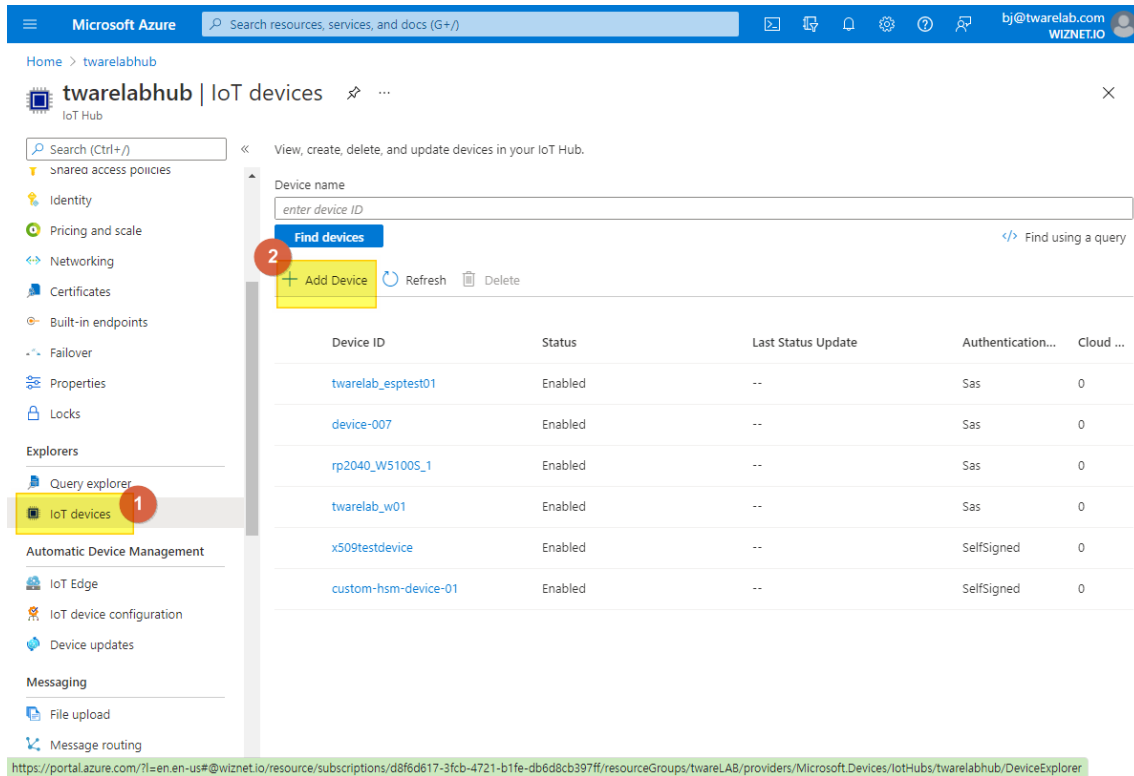 Microsoft Azure
Search resources, services, and docs (G+/)
bj@twarelab.com
WIZNET.IO
Home > twarelabhub
twarelabhub | IoT devices
IoT Hub
Search (Ctrl+/)
«
View, create, delete, and update devices in your IoT Hub.
Shared access policies
Identity
Pricing and scale
Networking
Certificates
Built-in endpoints
Failover
Properties
Locks
Explorers
Query explorer
IoT devices
1
Automatic Device Management
IoT Edge
IoT device configuration
Device updates
Messaging
File upload
Message routing
Device name
enter device ID
Find devices
</> Find using a query
2
+ Add Device Refresh Delete
Device ID Status Last Status Update Authentication... Cloud ...
twarelab_esptest01 Enabled -- Sas 0
device-007 Enabled -- Sas 0
rp2040_W5100S_1 Enabled -- Sas 0
twarelab_w01 Enabled -- Sas 0
x509testdevice Enabled -- SelfSigned 0
custom-hsm-device-01 Enabled -- SelfSigned 0
https://portal.azure.com/?l=en.en-us#@wiznet.io/resource/subscriptions/d8f6d617-3fcb-4721-b1fe-db6d8cb397ff/resourceGroups/twareLAB/providers/Microsoft.Devices/IotHubs/twarelabhub/DeviceExplorer